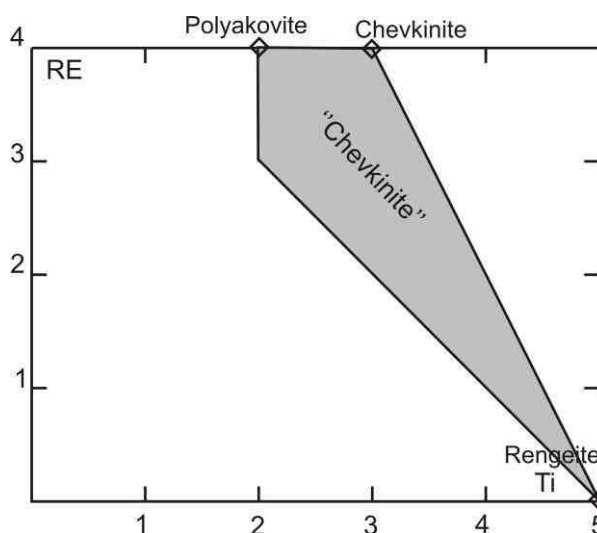 Polyakovite
Chevkinite
4
RE
3
"Chevkinite"
2
1
Rengeite
Ti
1 2 3 4 5